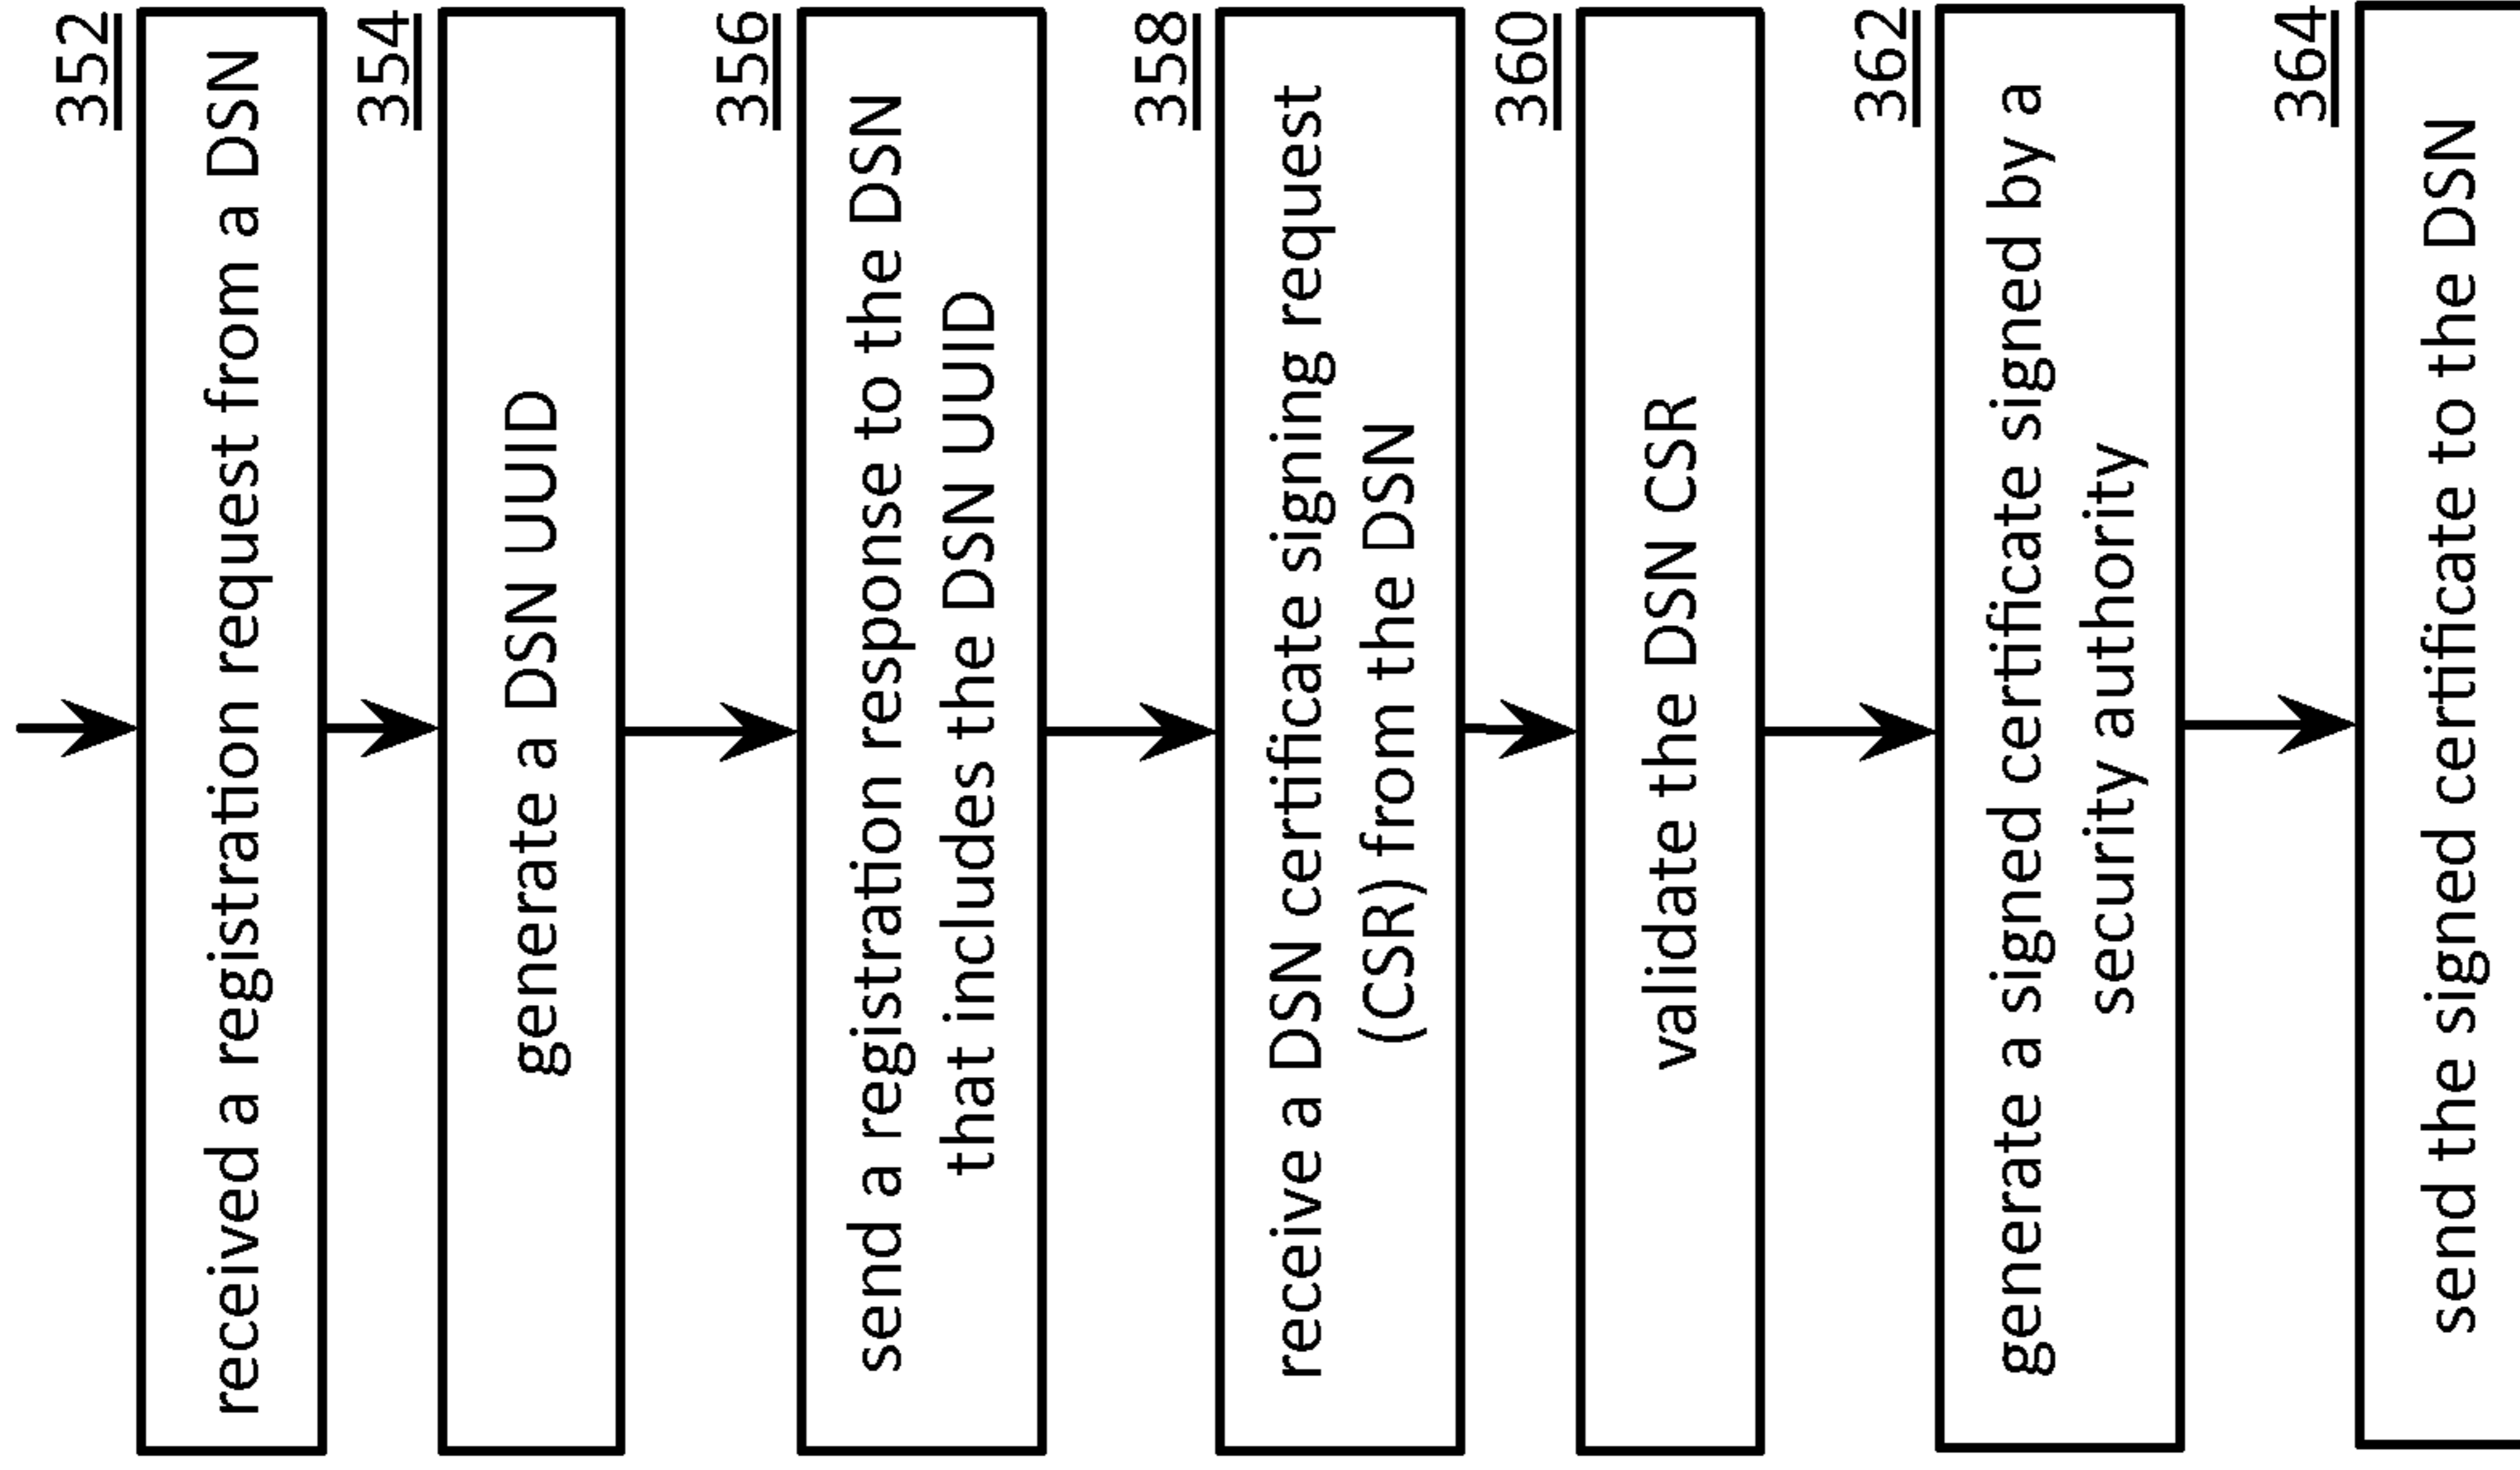 352
received a registration request from a DSN
354
generate a DSN UUID
356
send a registration response to the DSN
that includes the DSN UUID
358
receive a DSN certificate signing request
(CSR) from the DSN
360
validate the DSN CSR
362
generate a signed certificate signed by a
security authority
364
send the signed certificate to the DSN